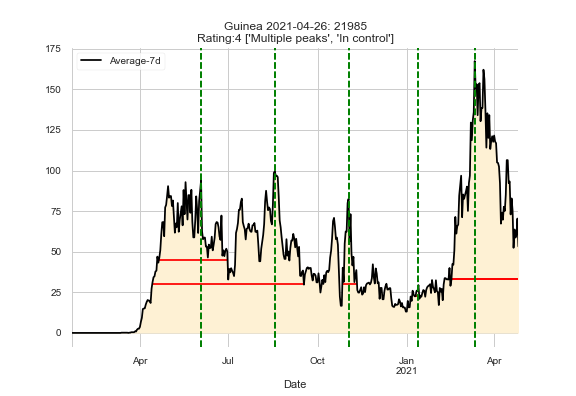 Guinea 2021-04-26: 21985
Rating:4 ['Multiple peaks', 'In control']
175
150
125
100
75
50
25
0
Average-7d
Apr
Jul
Oct
Jan
2021
Apr
Date